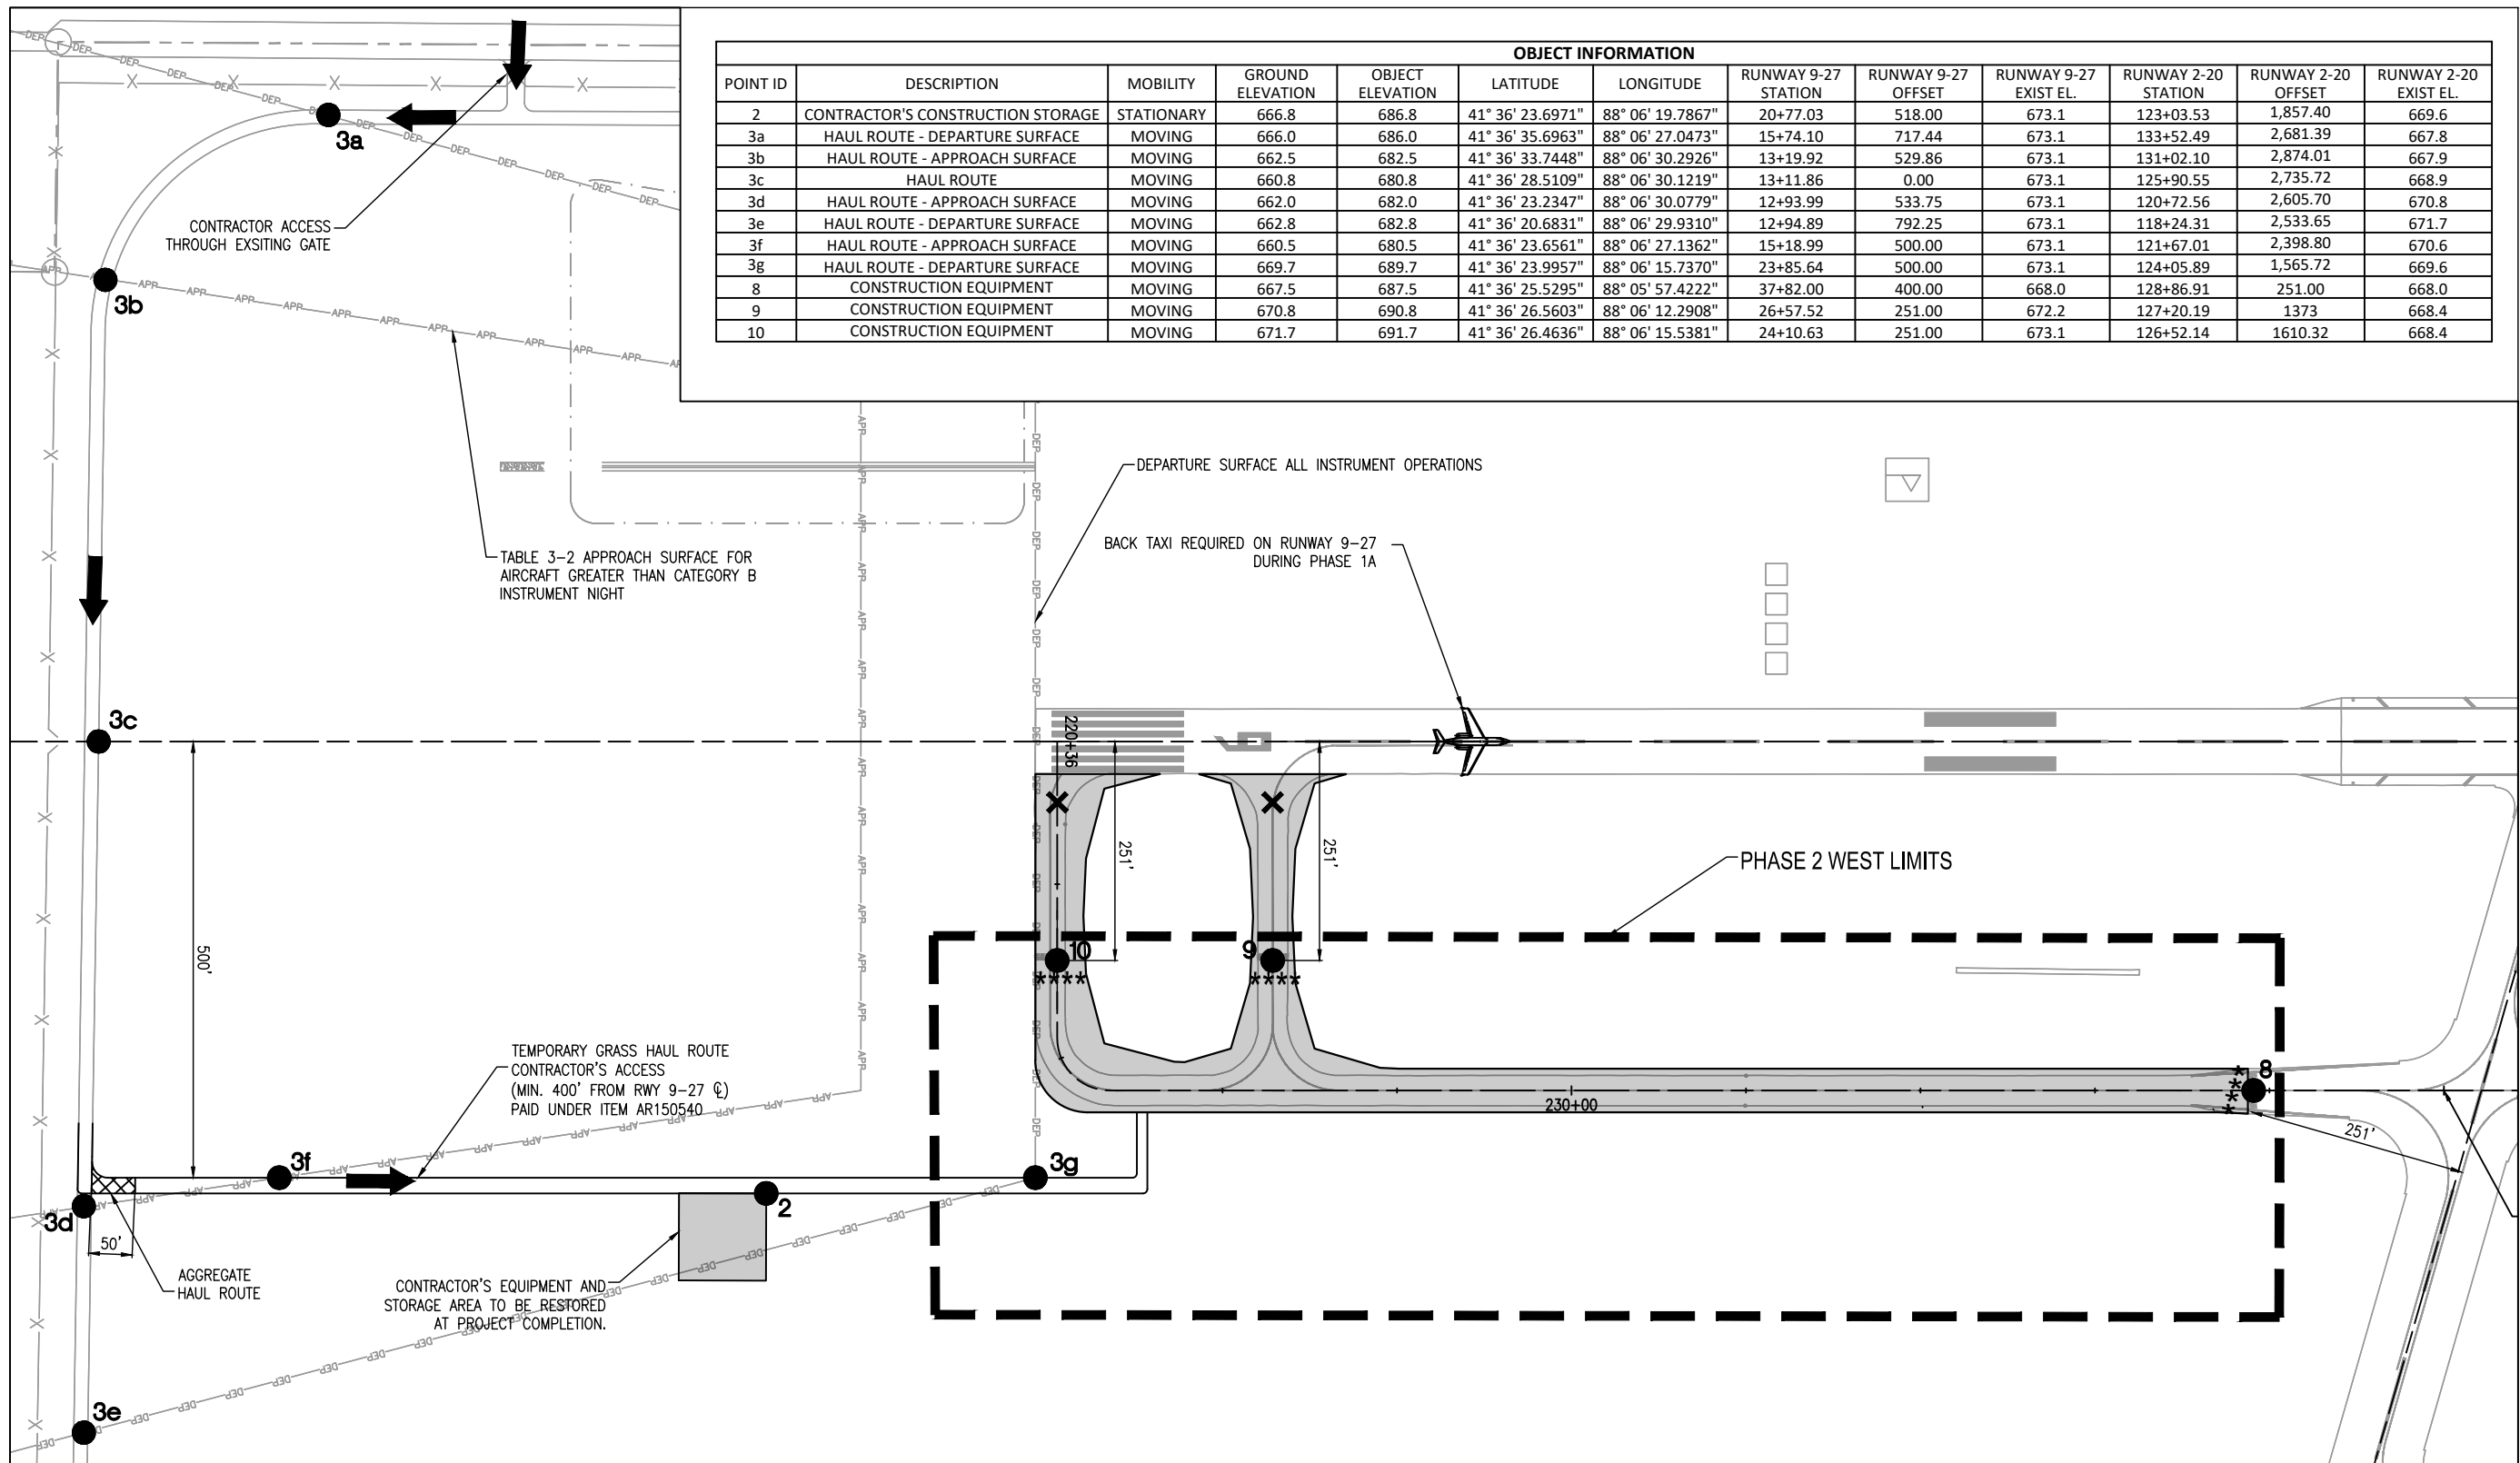 OBJECT INFORMATION
POINT ID DESCRIPTION MOBILITY GROUND ELEVATION OBJECT ELEVATION LATITUDE LONGITUDE RUNWAY 9-27 STATION RUNWAY 9-27 OFFSET RUNWAY 9-27 EXIST EL. RUNWAY 2-20 STATION RUNWAY 2-20 OFFSET RUNWAY 2-20 EXIST EL.
2 CONTRACTOR'S CONSTRUCTION STORAGE STATIONARY 666.8 686.8 41° 36' 23.6971" 88° 06' 19.7867" 20+77.03 518.00 673.1 123+03.53 1,857.40 669.6
3a HAUL ROUTE - DEPARTURE SURFACE MOVING 666.0 686.0 41° 36' 35.6963" 88° 06' 27.0473" 15+74.10 717.44 673.1 133+52.49 2,681.39 667.8
3b HAUL ROUTE - APPROACH SURFACE MOVING 662.5 682.5 41° 36' 33.7448" 88° 06' 30.2926" 13+19.92 529.86 673.1 131+02.10 2,874.01 667.9
3c HAUL ROUTE MOVING 660.8 680.8 41° 36' 28.5109" 88° 06' 30.1219" 13+11.86 0.00 673.1 125+90.55 2,735.72 668.9
3d HAUL ROUTE - APPROACH SURFACE MOVING 662.0 682.0 41° 36' 23.2347" 88° 06' 30.0779" 12+93.99 533.75 673.1 120+72.56 2,605.70 670.8
3e HAUL ROUTE - DEPARTURE SURFACE MOVING 662.8 682.8 41° 36' 20.6831" 88° 06' 29.9310" 12+94.89 792.25 673.1 118+24.31 2,533.65 671.7
3f HAUL ROUTE - APPROACH SURFACE MOVING 660.5 680.5 41° 36' 23.6561" 88° 06' 27.1362" 15+18.99 500.00 673.1 121+67.01 2,398.80 670.6
3g HAUL ROUTE - DEPARTURE SURFACE MOVING 669.7 689.7 41° 36' 23.9957" 88° 06' 15.7370" 23+85.64 500.00 673.1 124+05.89 1,565.72 669.6
8 CONSTRUCTION EQUIPMENT MOVING 667.5 687.5 41° 36' 25.5295" 88° 05' 57.4222" 37+82.00 400.00 668.0 128+86.91 251.00 668.0
9 CONSTRUCTION EQUIPMENT MOVING 670.8 690.8 41° 36' 26.5603" 88° 06' 12.2908" 26+57.52 251.00 672.2 127+20.19 1373 668.4
10 CONSTRUCTION EQUIPMENT MOVING 671.7 691.7 41° 36' 26.4636" 88° 06' 15.5381" 24+10.63 251.00 673.1 126+52.14 1610.32 668.4
3a
CONTRACTOR ACCESS
THROUGH EXSITING GATE
3b
DEPARTURE SURFACE ALL INSTRUMENT OPERATIONS
BACK TAXI REQUIRED ON RUNWAY 9-27
DURING PHASE 1A
TABLE 3-2 APPROACH SURFACE FOR
AIRCRAFT GREATER THAN CATEGORY B
INSTRUMENT NIGHT
3c
220+36
9
251'
251'
PHASE 2 WEST LIMITS
500'
10
9
TEMPORARY GRASS HAUL ROUTE
CONTRACTOR'S ACCESS
(MIN. 400' FROM RWY 9-27 ℄)
PAID UNDER ITEM AR150540
8
230+00
251'
3f
3g
3d
2
50'
AGGREGATE
HAUL ROUTE
CONTRACTOR'S EQUIPMENT AND
STORAGE AREA TO BE RESTORED
AT PROJECT COMPLETION.
3e
DEP
APP